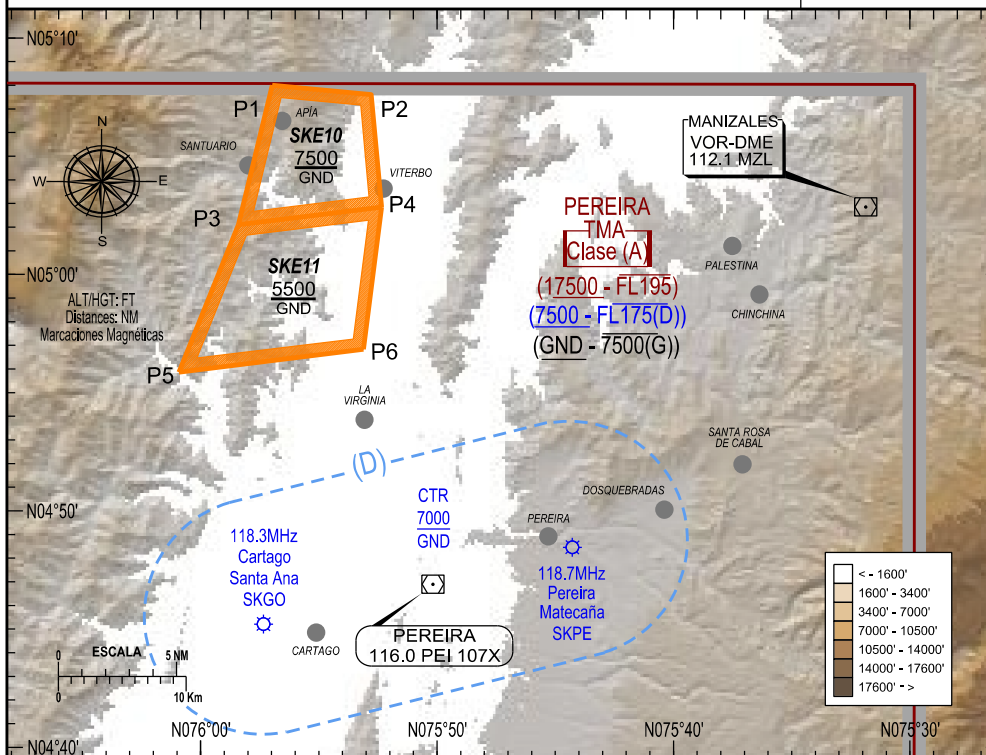 N05°10'
P1
P2
APÍA
SKE10
7500
GND
SANTUARIO
VITERBO
N
W
E
S
P3
P4
MANIZALES
VOR-DME
112.1 MZL
PEREIRA
TMA
Clase (A)
(17500 - FL195)
(7500 - FL175(D))
(GND - 7500(G))
PALESTINA
CHINCHINA
N05°00'
SKE11
5500
GND
ALT/HGT: FT
Distances: NM
Marcaciones Magnéticas
P5
P6
LA
VIRGINIA
SANTA ROSA
DE CABAL
(D)
DOSQUEBRADAS
CTR
7000
GND
N04°50'
PEREIRA
118.3MHz
Cartago
Santa Ana
SKGO
118.7MHz
Pereira
Matecaña
SKPE
CARTAGO
PEREIRA
116.0 PEI 107X
ESCALA
0
5 NM
0
10 Km
< - 1600'
1600' - 3400'
3400' - 7000'
7000' - 10500'
10500' - 14000'
14000' - 17600'
17600' - >
N076°00'
N075°50'
N075°40'
N075°30'
N04°40'